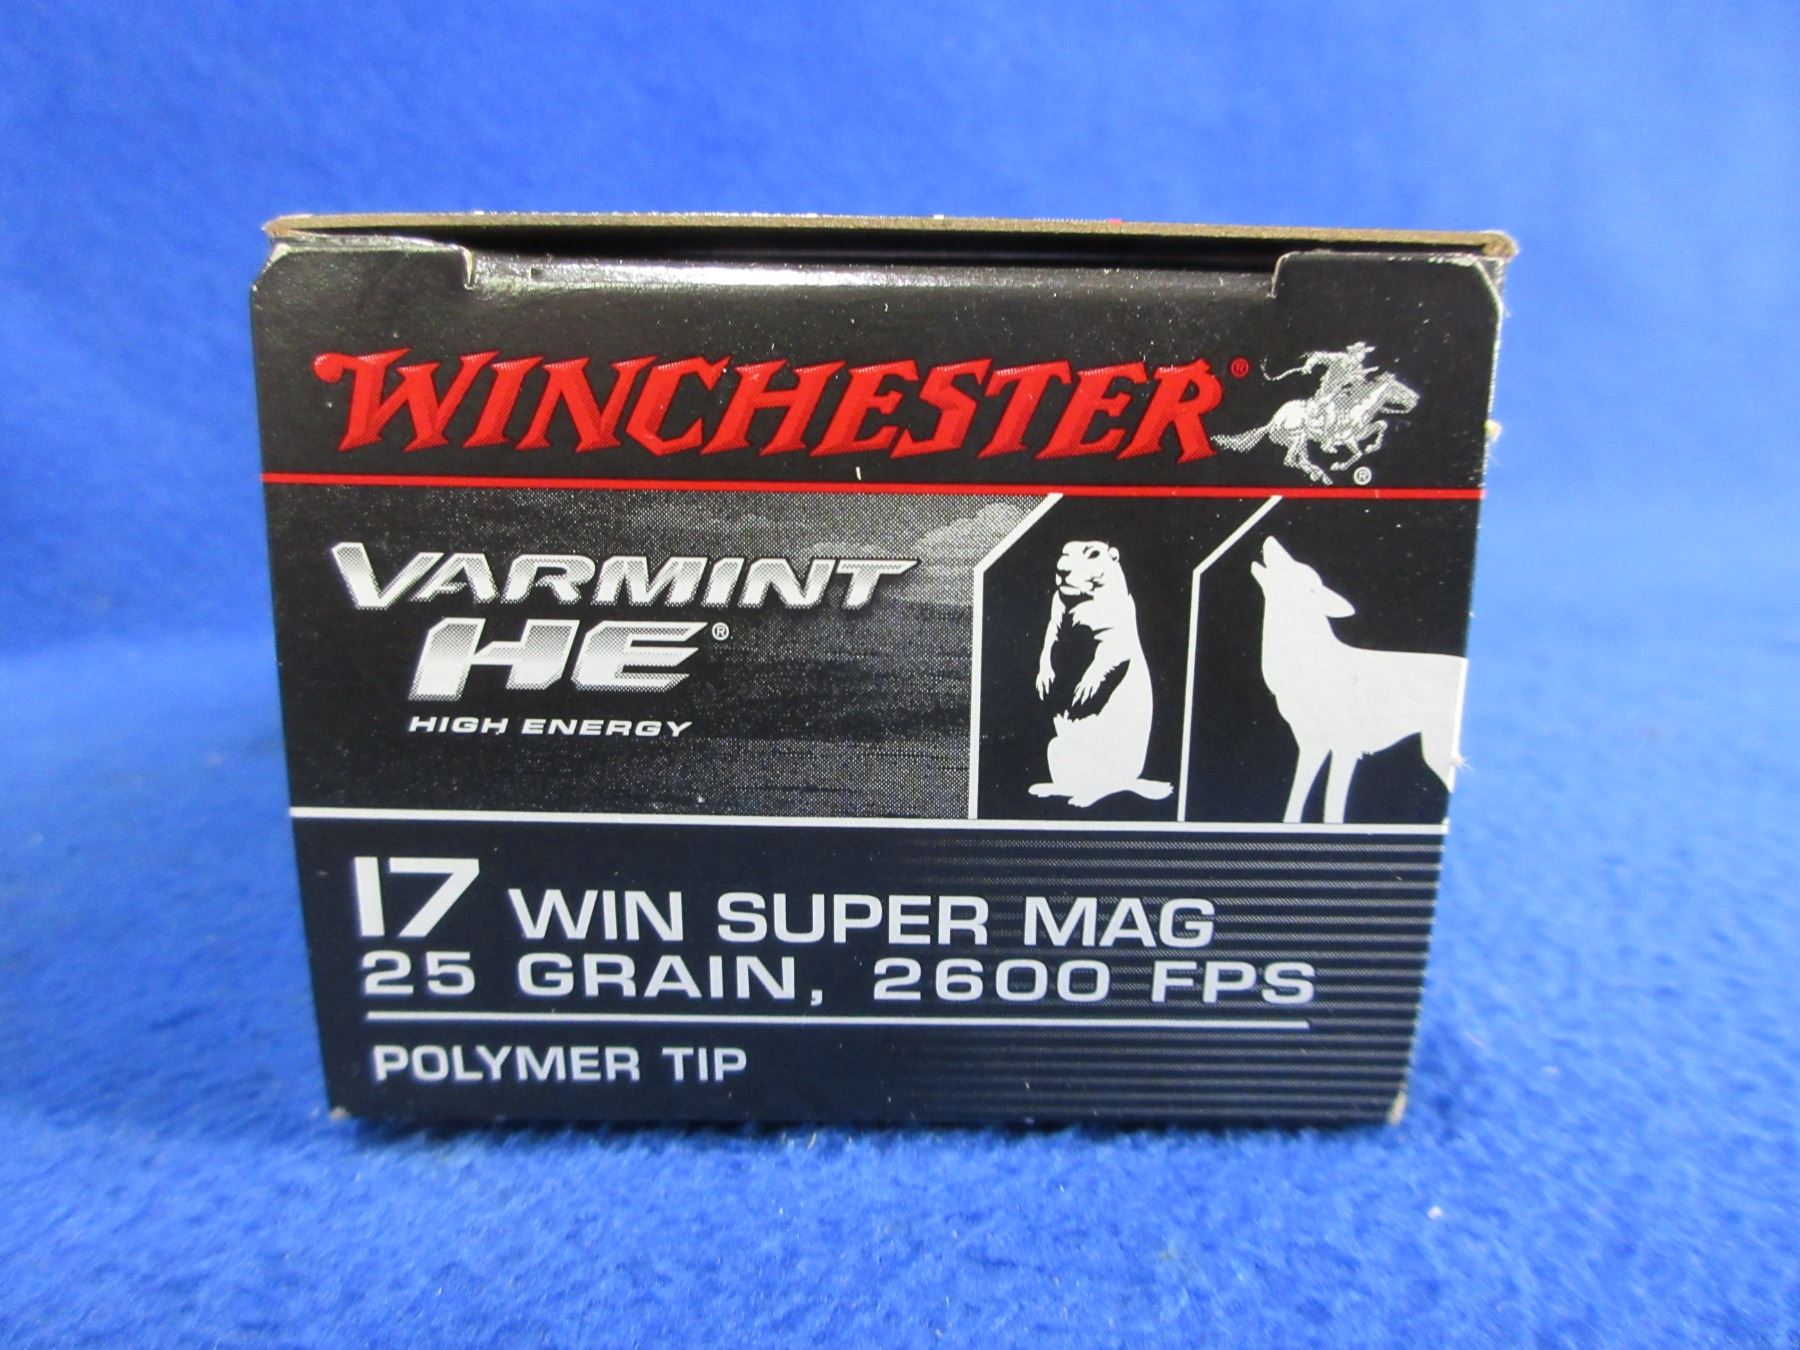 WINCHESTER®
®
VARMINT
HE®
HIGH ENERGY
17 WIN SUPER MAG
25 GRAIN, 2600 FPS
POLYMER TIP